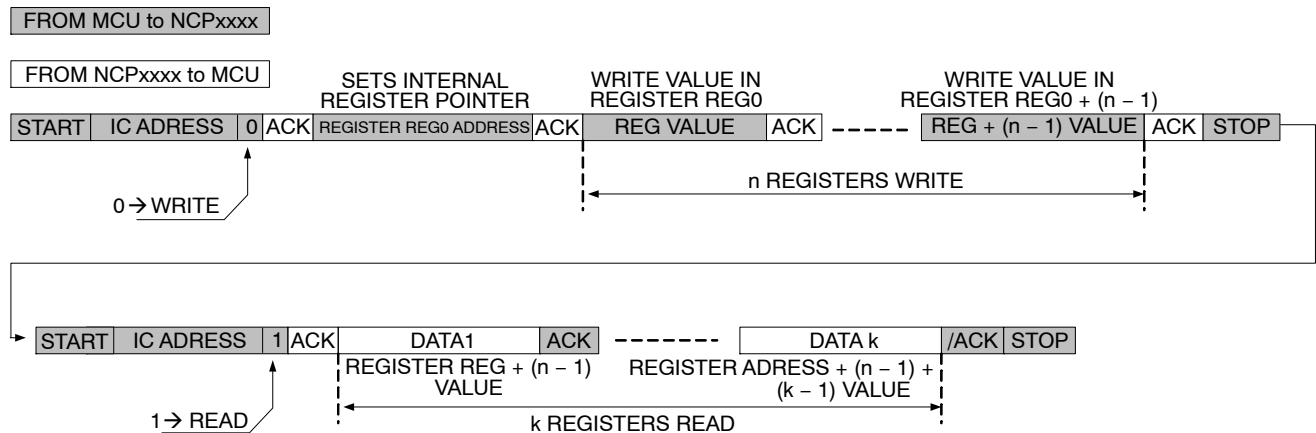 FROM MCU to NCPxxxx
FROM NCPxxxx to MCU
SETS INTERNAL
REGISTER POINTER
WRITE VALUE IN
REGISTER REG0
WRITE VALUE IN
REGISTER REG0 + (n − 1)
START IC ADRESS 0 ACK REGISTER REG0 ADDRESS ACK REG VALUE ACK REG + (n − 1) VALUE ACK STOP
n REGISTERS WRITE
0 → WRITE
START IC ADRESS 1 ACK DATA1 ACK DATA k /ACK STOP
REGISTER REG + (n − 1)
VALUE
REGISTER ADRESS + (n − 1) +
(k − 1) VALUE
1 → READ
k REGISTERS READ